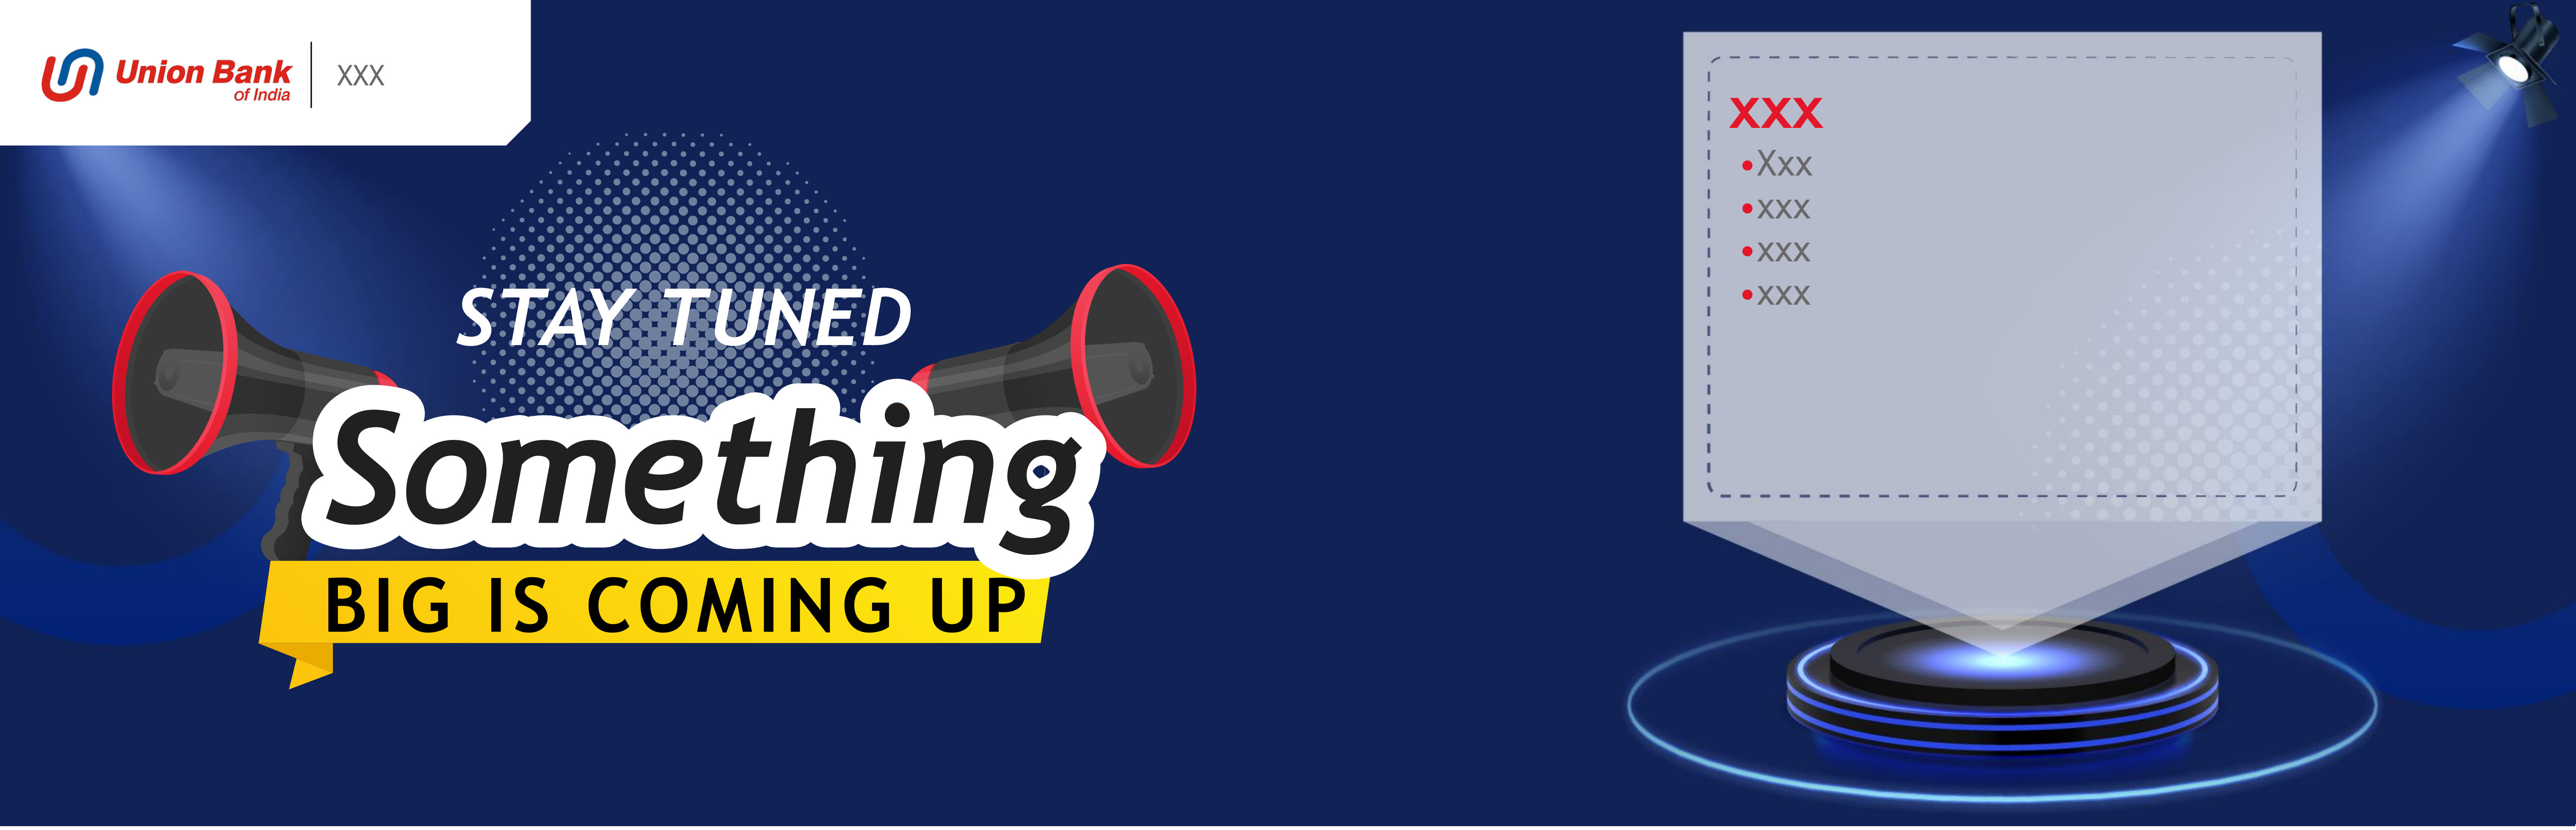 Union Bank
of India
XXX
STAY TUNED
Something
BIG IS COMING UP
XXX
•Xxx
•xxx
•xxx
•xxx